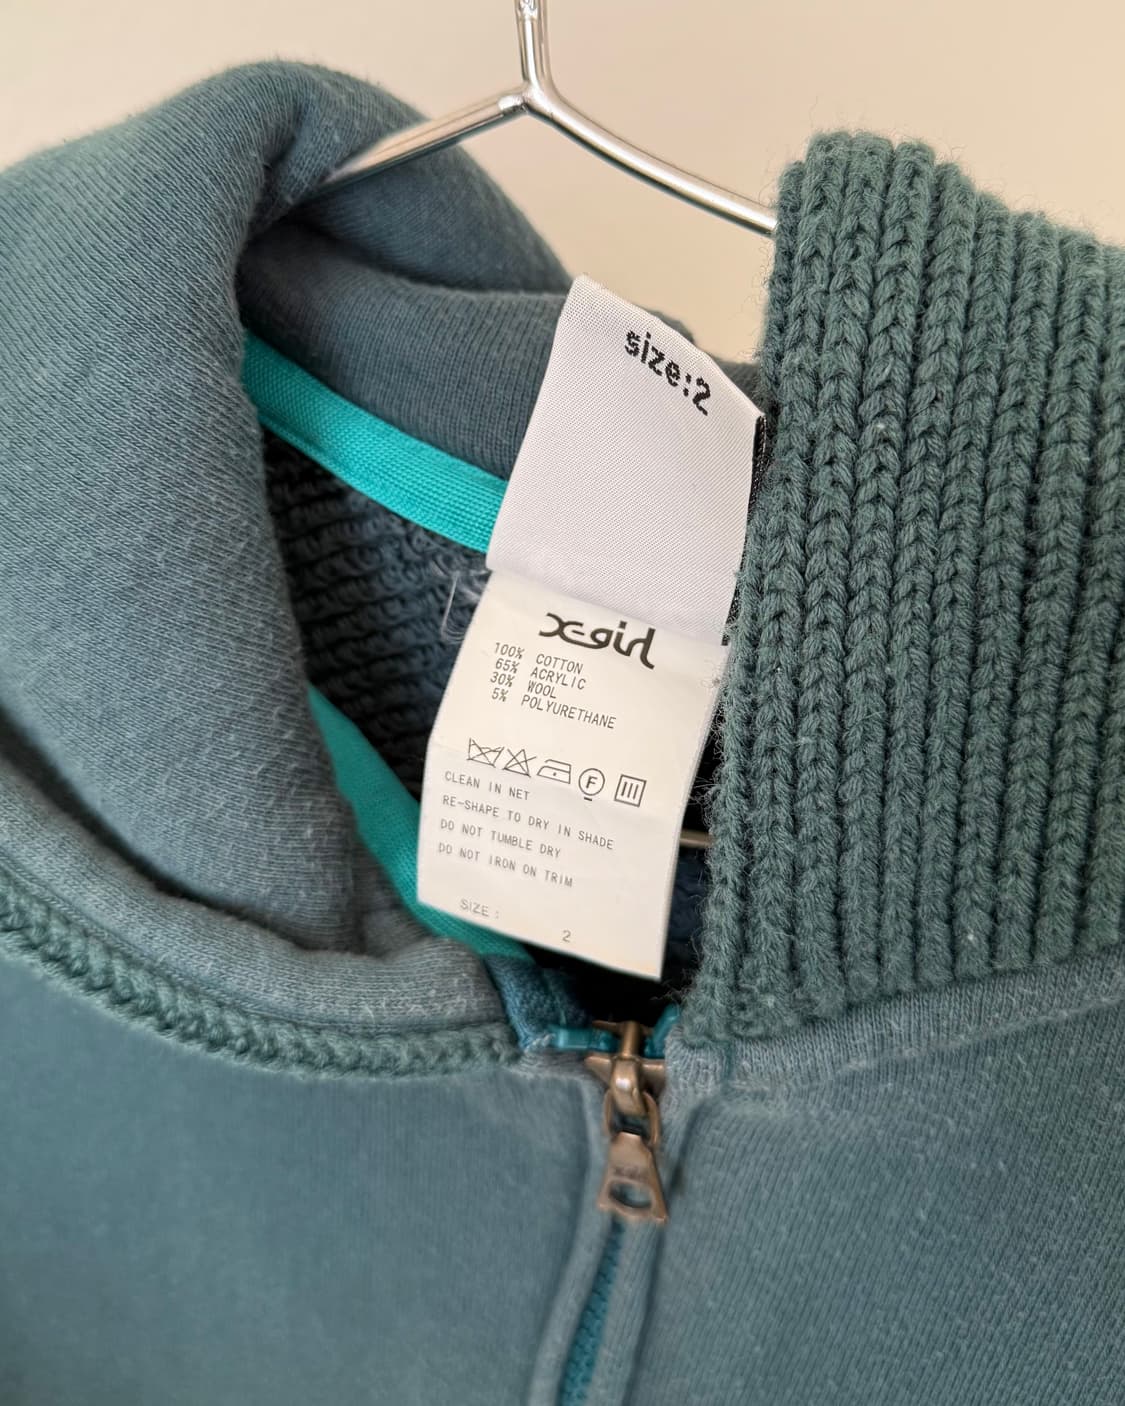 size:2
X-girl
100% COTTON
65% ACRYLIC
30% WOOL
5% POLYURETHANE
F
CLEAN IN NET
RE-SHAPE TO DRY IN SHADE
DO NOT TUMBLE DRY
DO NOT IRON ON TRIM
SIZE :
2